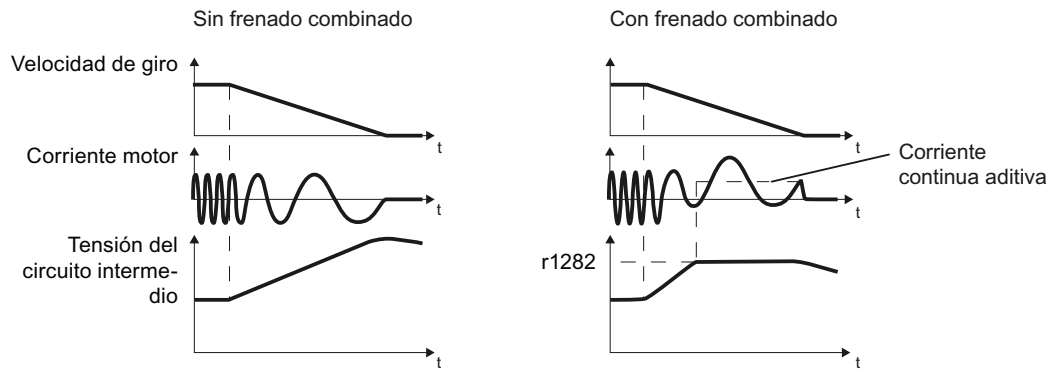 Sin frenado combinado
Con frenado combinado
Velocidad de giro
t
t
Corriente motor
t
t
Corriente
continua aditiva
Tensión del
circuito interme-
dio
t
r1282
t